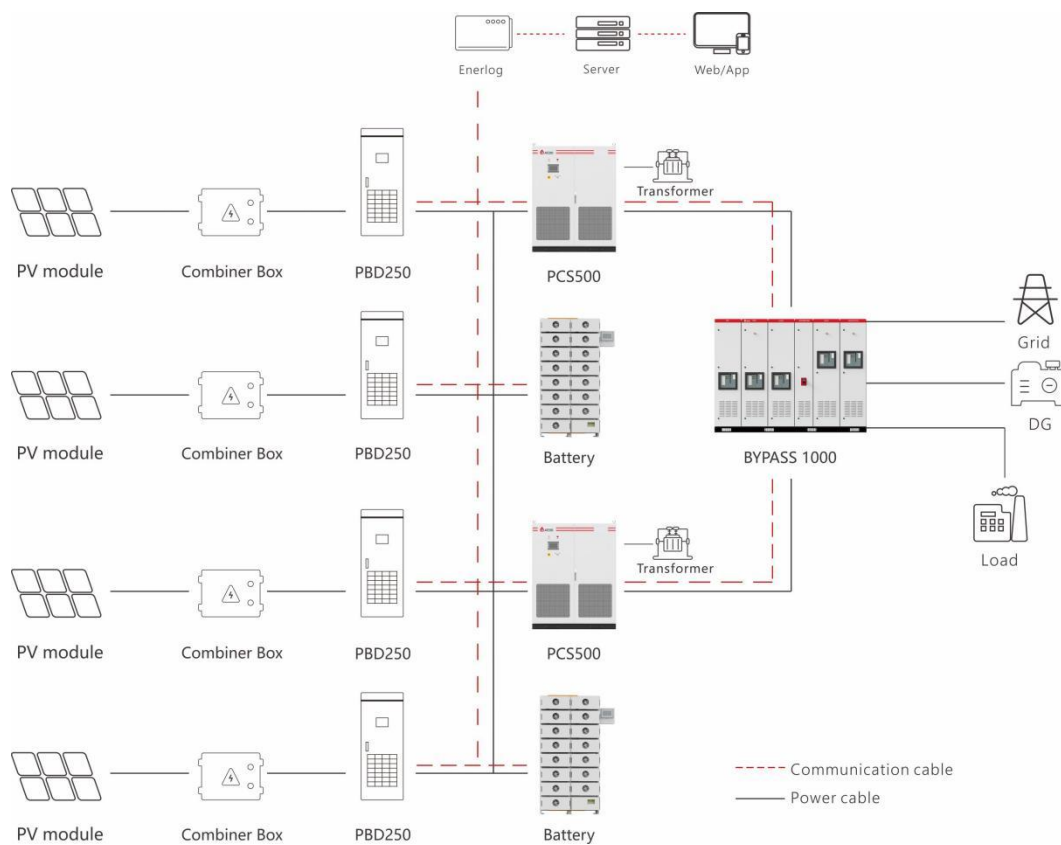 Enerlog
Server
Web/App
Transformer
PV module
Combiner Box
PBD250
PCS500
Grid
PV module
Combiner Box
PBD250
Battery
BYPASS 1000
DG
Transformer
Load
PV module
Combiner Box
PBD250
PCS500
Communication cable
Power cable
PV module
Combiner Box
PBD250
Battery